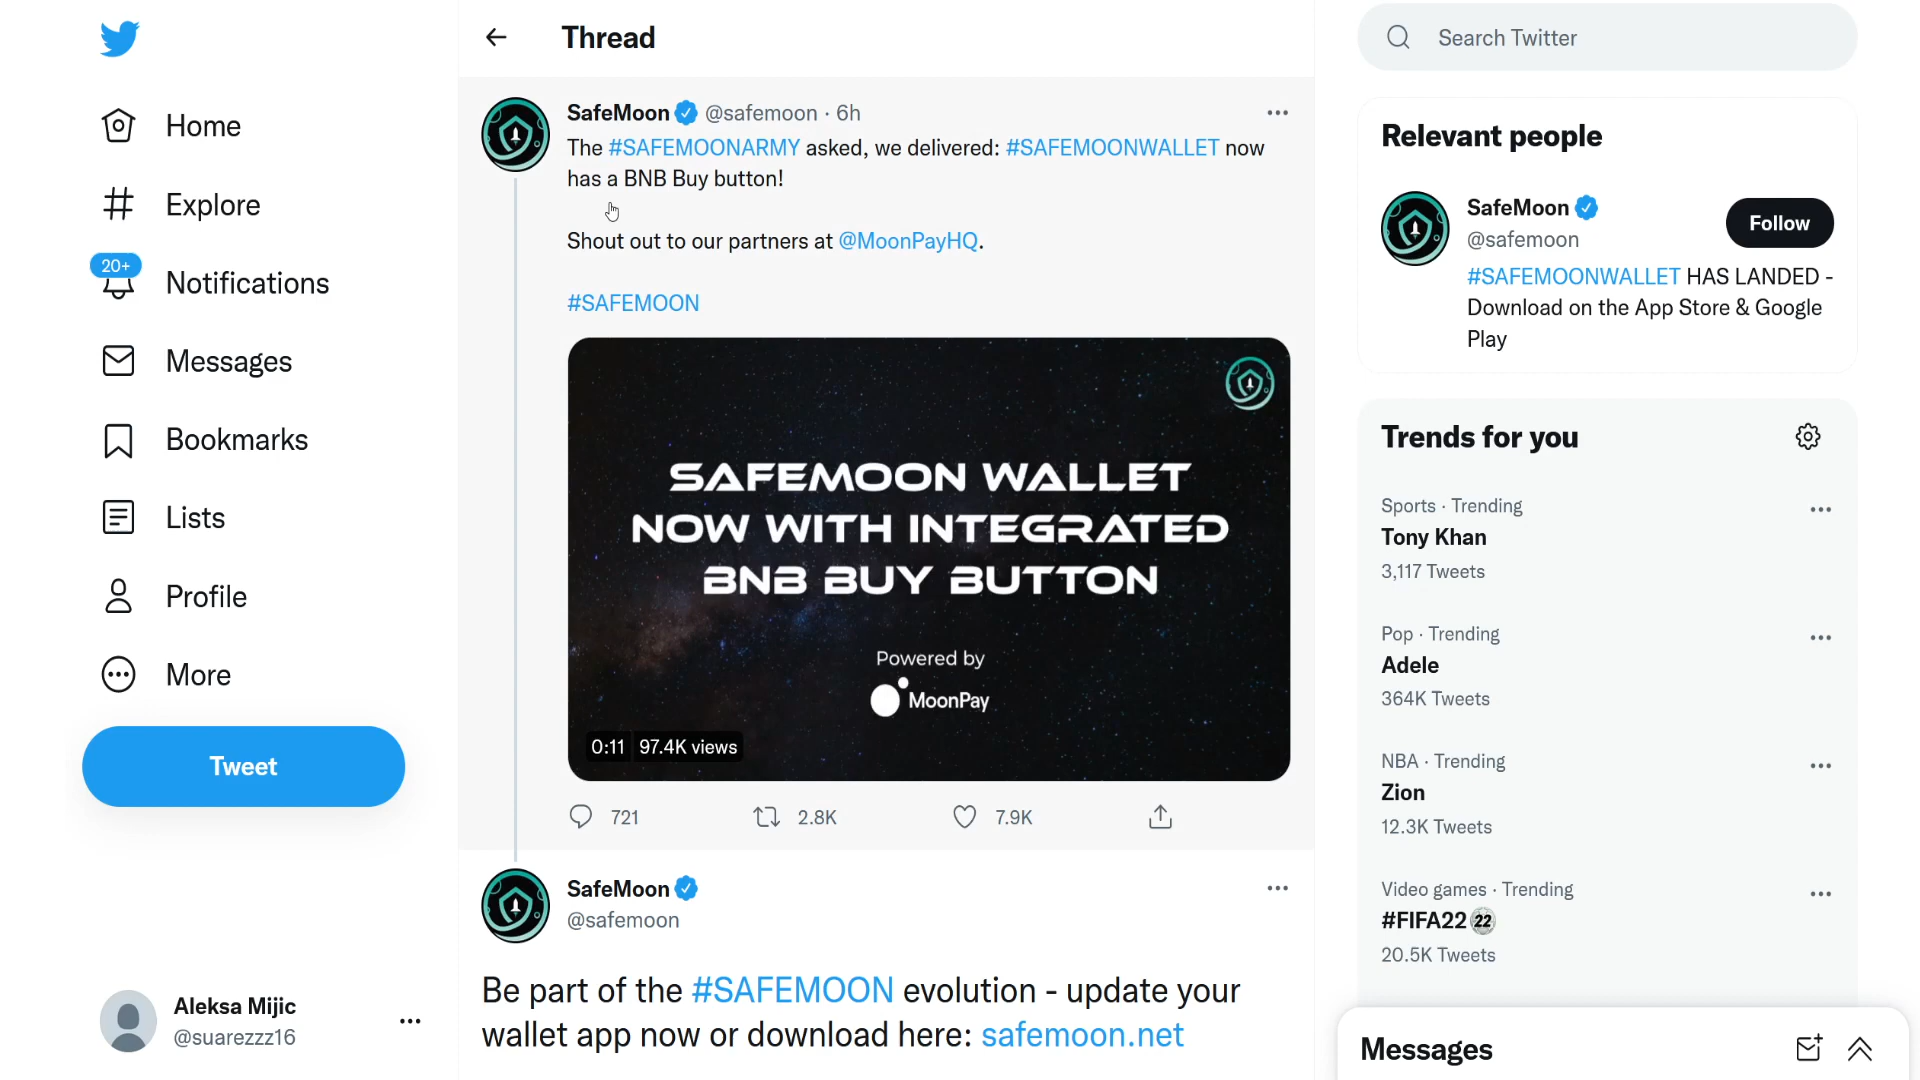 Home
Explore
20+
Notifications
Messages
Bookmarks
Lists
Profile
More
Tweet
Aleksa Mijic
@suarezzz16
Thread
SafeMoon @safemoon · 6h
The #SAFEMOONARMY asked, we delivered: #SAFEMOONWALLET now
has a BNB Buy button!
Shout out to our partners at @MoonPayHQ.
#SAFEMOON
SAFEMOON WALLET
NOW WITH INTEGRATED
BNB BUY BUTTON
Powered by
MoonPay
0:11 97.4K views
721 2.8K 7.9K
SafeMoon
@safemoon
Be part of the #SAFEMOON evolution - update your
wallet app now or download here: safemoon.net
Search Twitter
Relevant people
SafeMoon
@safemoon
Follow
#SAFEMOONWALLET HAS LANDED -
Download on the App Store & Google
Play
Trends for you
Sports · Trending
Tony Khan
3,117 Tweets
Pop · Trending
Adele
364K Tweets
NBA · Trending
Zion
12.3K Tweets
Video games · Trending
#FIFA22 22
20.5K Tweets
Messages